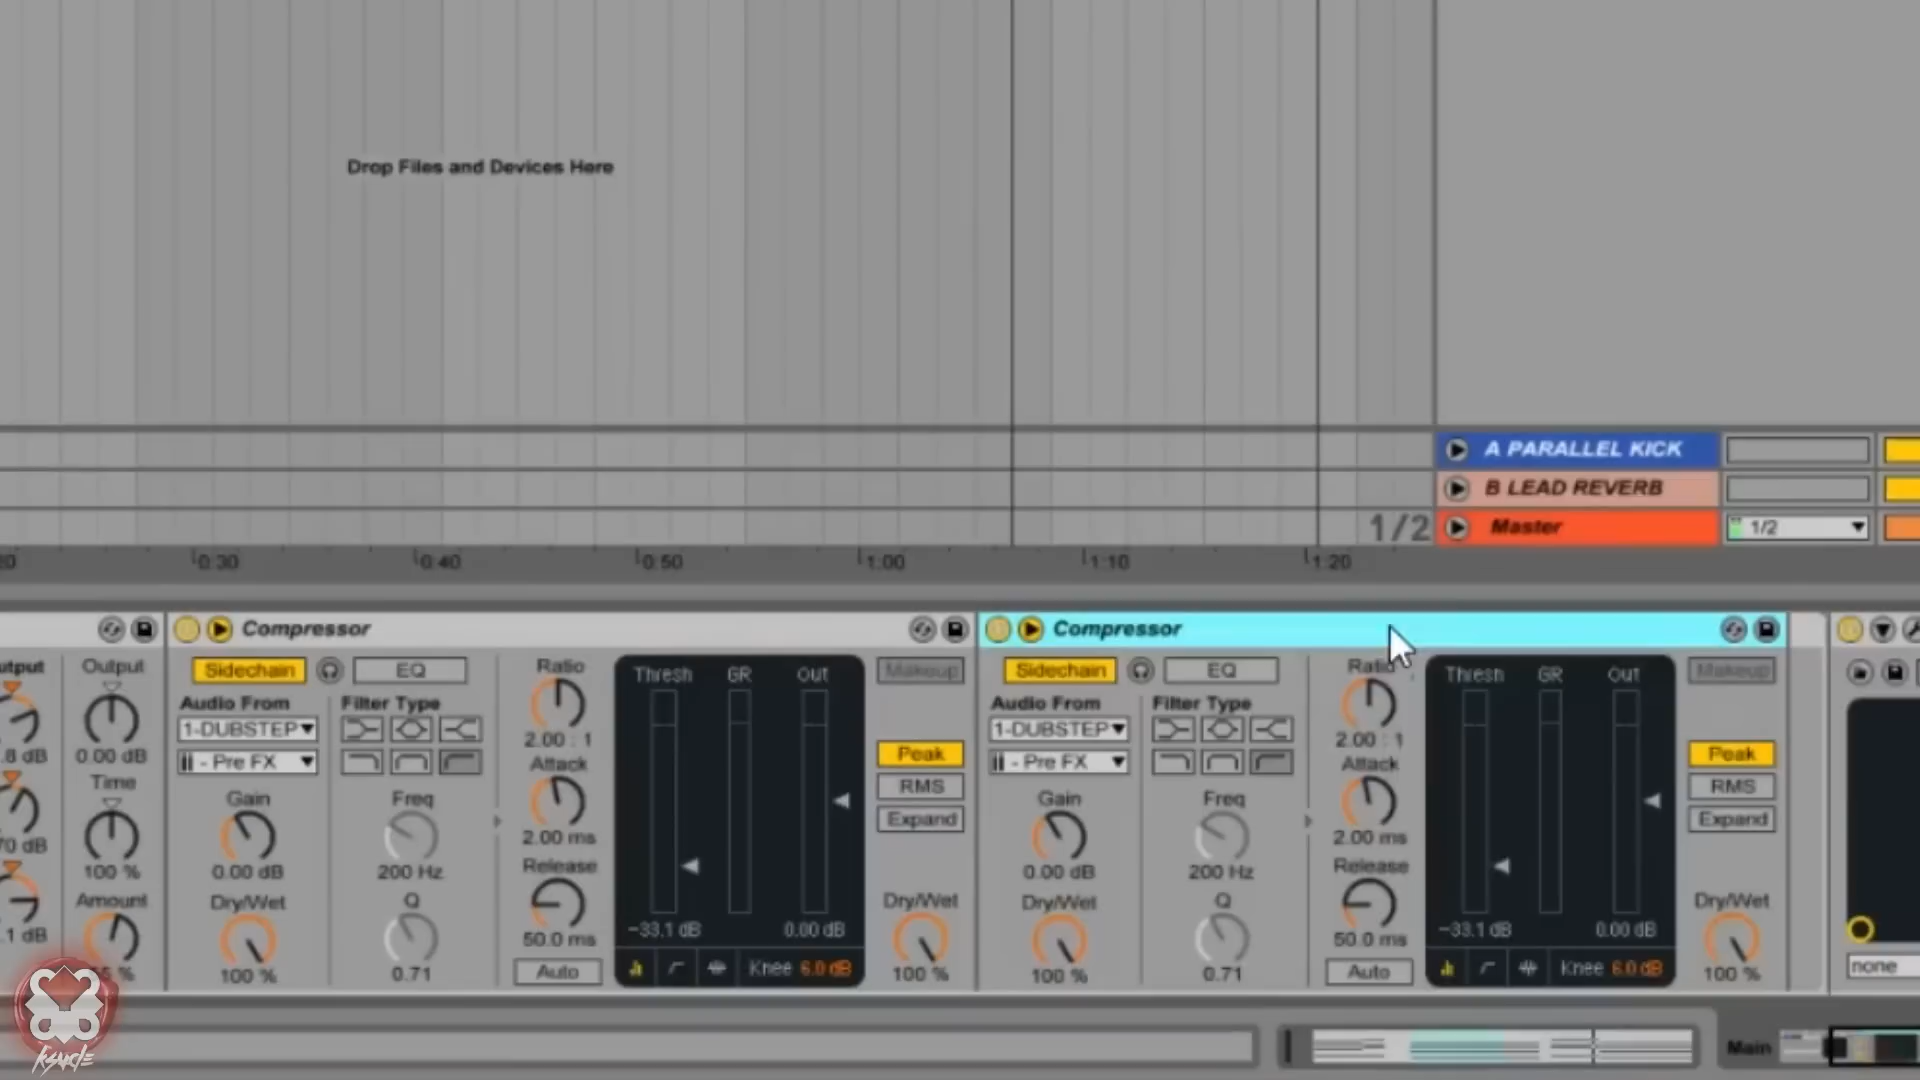 Drop Files and Devices Here
A PARALLEL KICK
B LEAD REVERB
1/2
Master
1/2
0:30
0:40
0:50
1:00
1:10
1:20
Output
0.00 dB
Time
100 %
Amount
Compressor
Sidechain
EQ
Audio From
Filter Type
1-DUBSTEP
- Pre FX
Gain
Freq
0.00 dB
200 Hz
Dry/Wet
Q
100 %
0.71
Ratio
2.00 : 1
Attack
2.00 ms
Release
50.0 ms
Auto
Thresh GR Out
-33.1 dB 0.00 dB
Knee 6.0 dB
Makeup
Peak
RMS
Expand
Dry/Wet
100 %
Compressor
Sidechain
EQ
Audio From
Filter Type
1-DUBSTEP
- Pre FX
Gain
Freq
0.00 dB
200 Hz
Dry/Wet
Q
100 %
0.71
Ratio
2.00 : 1
Attack
2.00 ms
Release
50.0 ms
Auto
Thresh GR Out
-33.1 dB 0.00 dB
Knee 6.0 dB
Makeup
Peak
RMS
Expand
Dry/Wet
100 %
none
Main